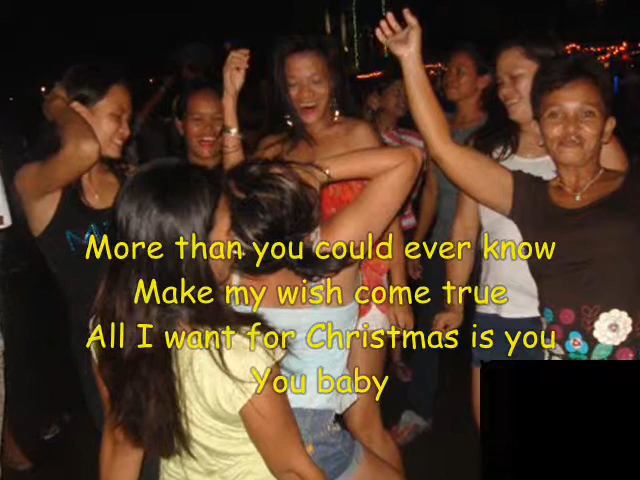 More than you could ever know
Make my wish come true
All I want for Christmas is you
You baby